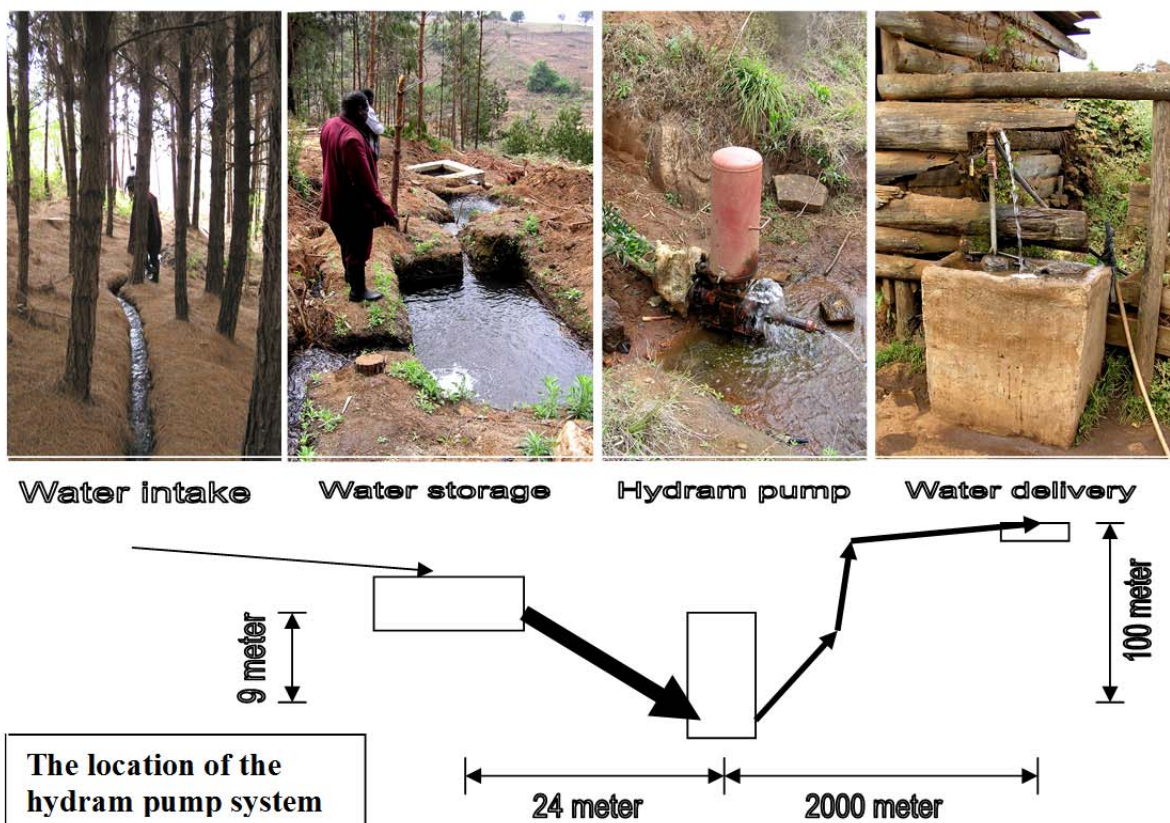 Water intake
Water storage
Hydram pump
Water delivery
9 meter
100 meter
The location of the
hydram pump system
24 meter
2000 meter